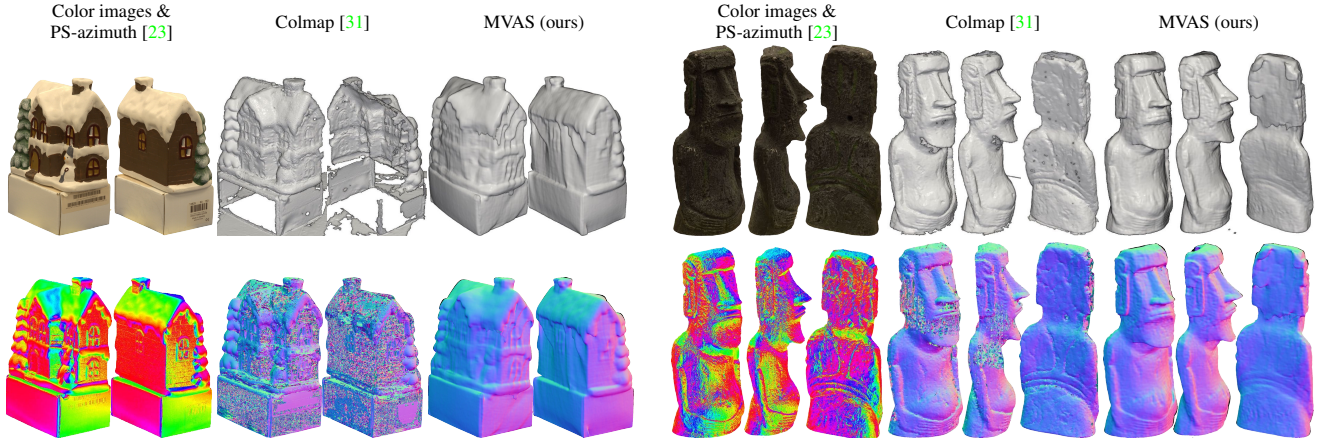 Color images &
PS-azimuth [23]
Colmap [31]
MVAS (ours)
Color images &
PS-azimuth [23]
Colmap [31]
MVAS (ours)